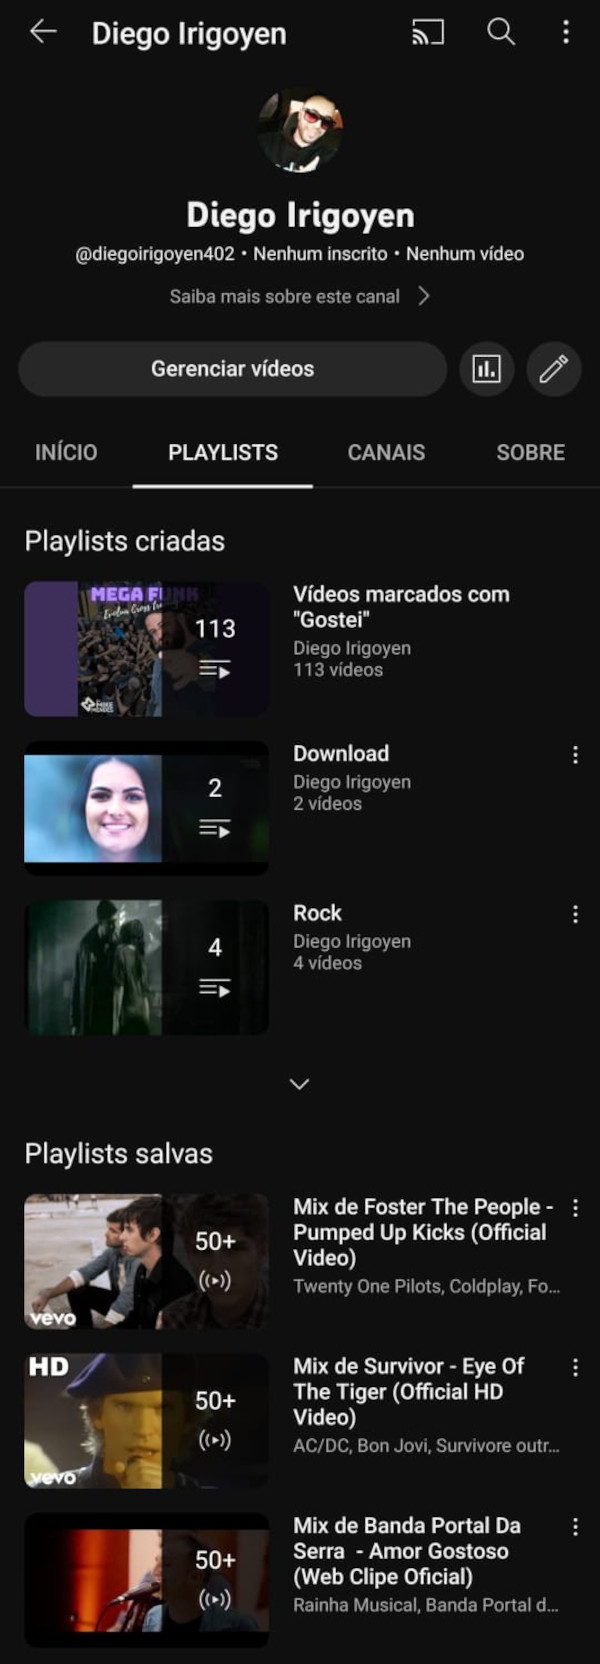 Diego Irigoyen
Diego Irigoyen
@diegoirigoyen402 • Nenhum inscrito • Nenhum vídeo
Saiba mais sobre este canal
Gerenciar vídeos
INÍCIO PLAYLISTS CANAIS SOBRE
Playlists criadas
MEGA FUNK
113
Vídeos marcados com
"Gostei"
Diego Irigoyen
113 vídeos
2
Download
Diego Irigoyen
2 vídeos
4
Rock
Diego Irigoyen
4 vídeos
Playlists salvas
50+
vevo
Mix de Foster The People -
Pumped Up Kicks (Official
Video)
Twenty One Pilots, Coldplay, Fo...
HD
50+
vevo
Mix de Survivor - Eye Of
The Tiger (Official HD
Video)
AC/DC, Bon Jovi, Survivore outr...
50+
Mix de Banda Portal Da
Serra - Amor Gostoso
(Web Clipe Oficial)
Rainha Musical, Banda Portal d...